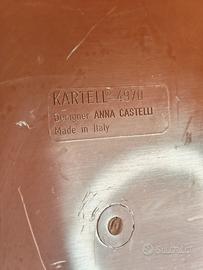 KARTELL® 4970
Designer ANNA CASTELLI
Made in Italy